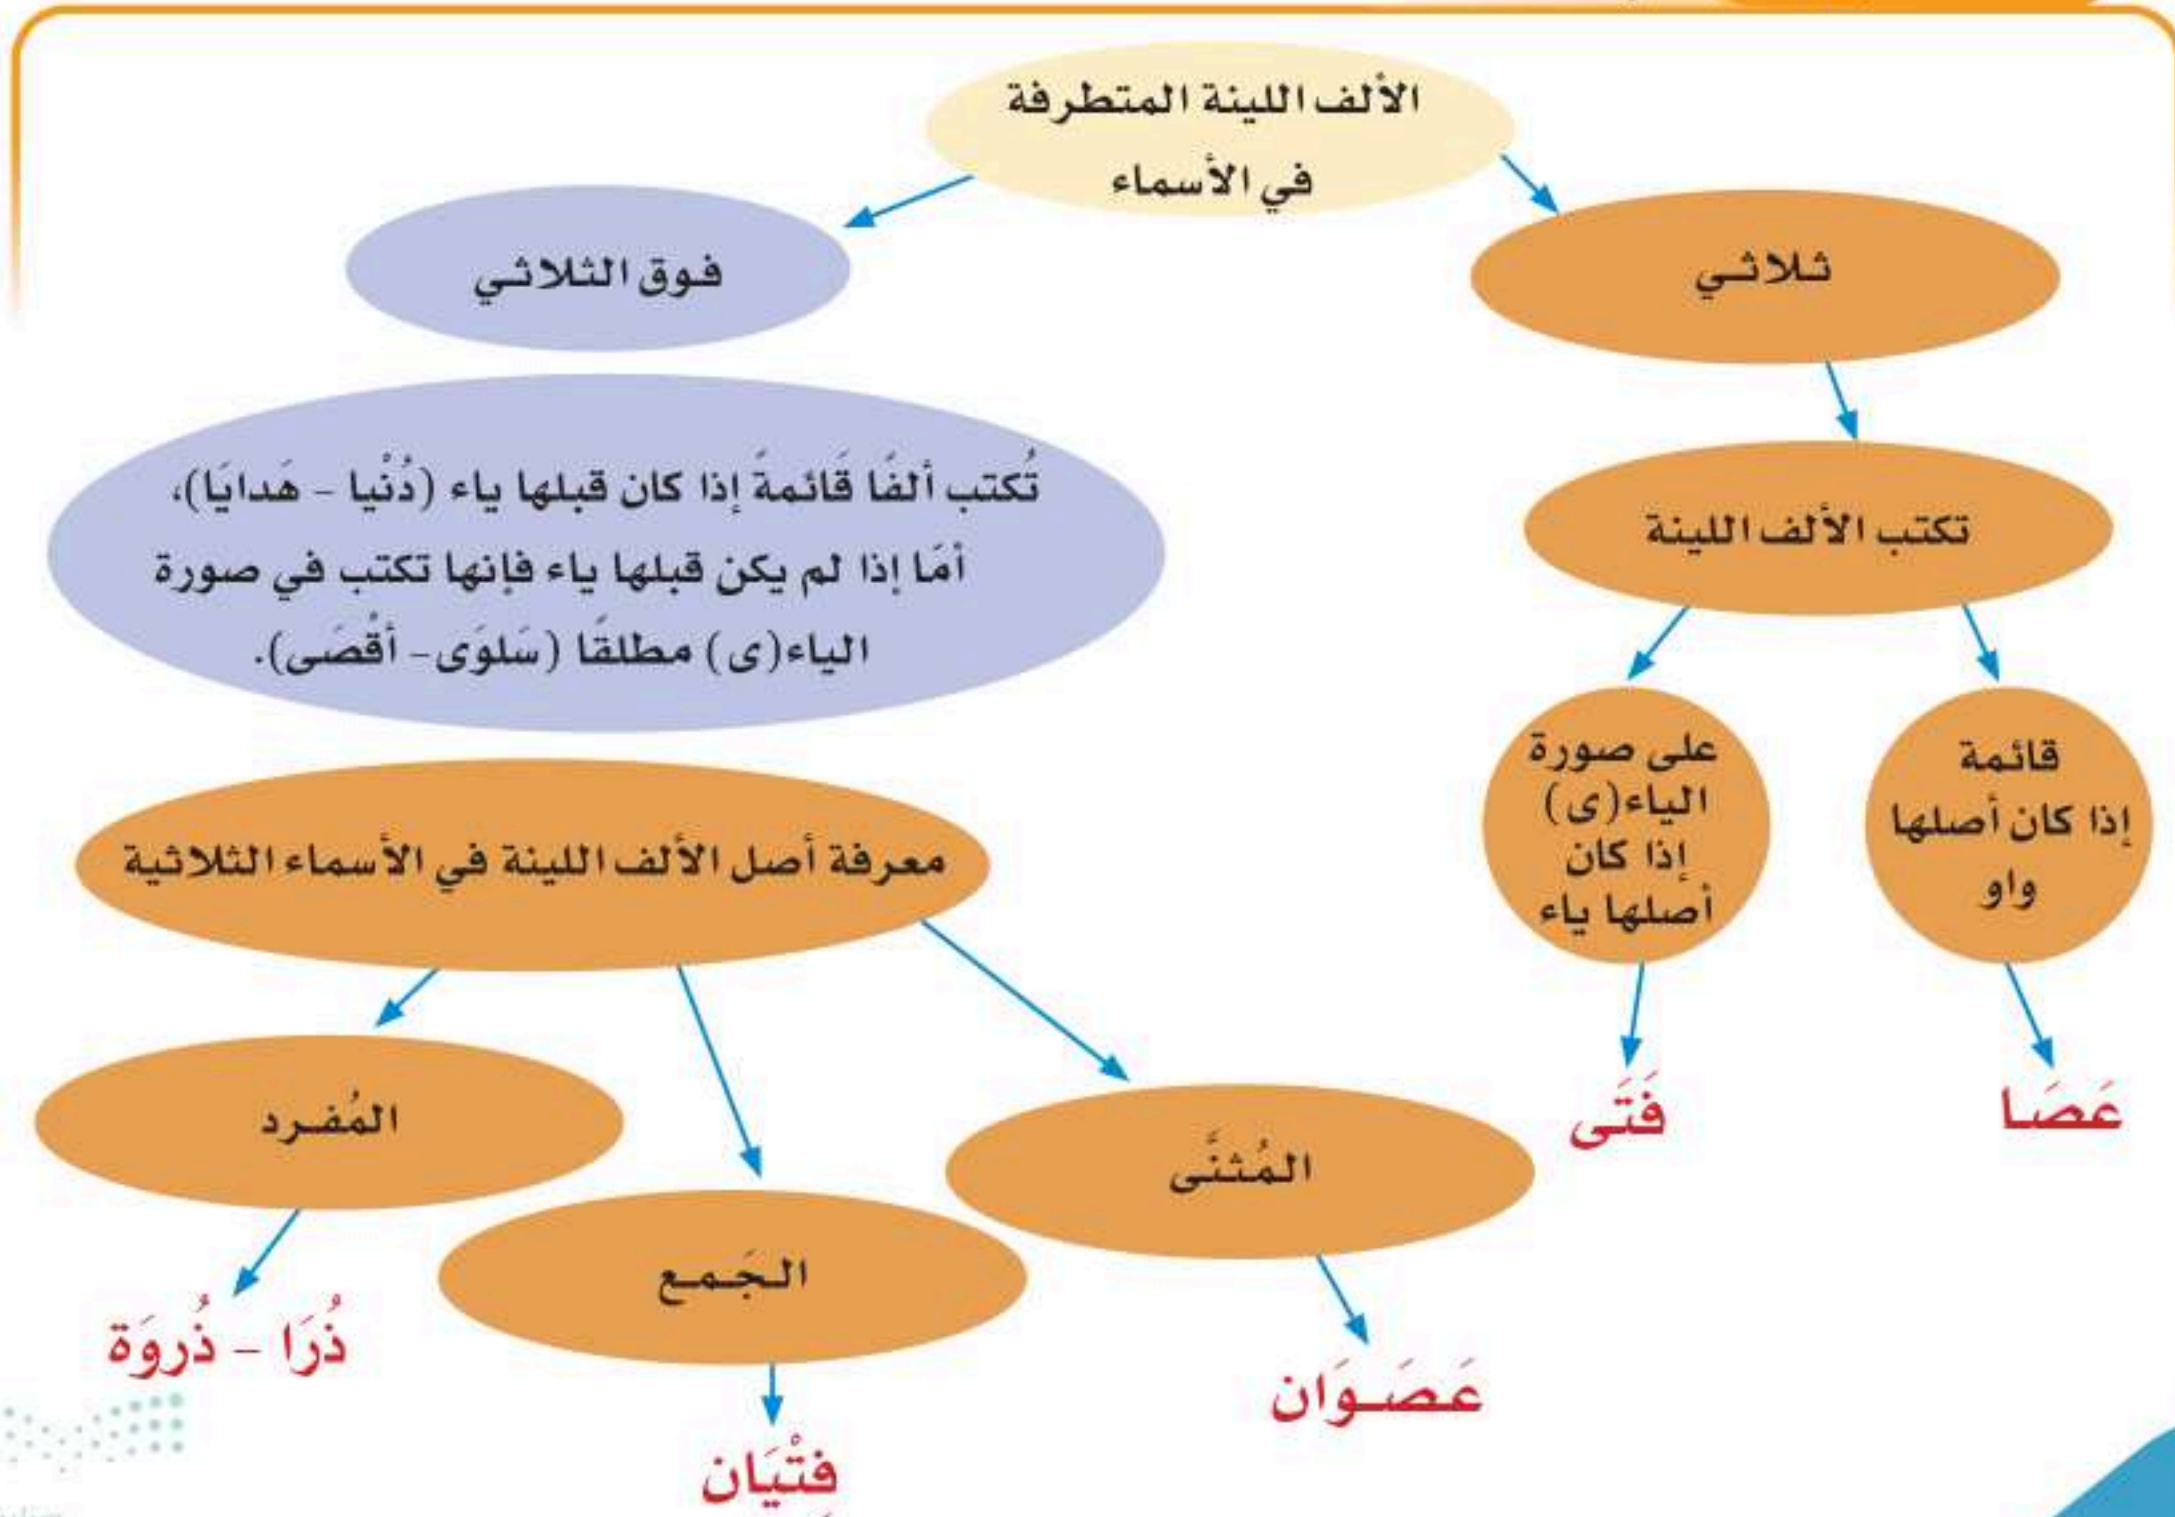 الألف اللينة المتطرفة
في الأسماء
ثلاثي
فوق الثلاثي
تكتب الألف اللينة
قائمة
إذا كان أصلها
واو
على صورة
الياء(ى)
إذا كان
أصلها ياء
عَصَا
فَتَى
تُكتب ألفًا قَائمةً إذا كان قبلها ياء (دُنْيا - هَدايَا)،
أمَا إذا لم يكن قبلها ياء فإنها تكتب في صورة
الياء(ى) مطلقًا (سَلوَى- أقْصَى).
معرفة أصل الألف اللينة في الأسماء الثلاثية
المُثنَّى
الجَمع
المُفرد
عَصَوَان
فِتْيَان
ذُرَا - ذُروَة